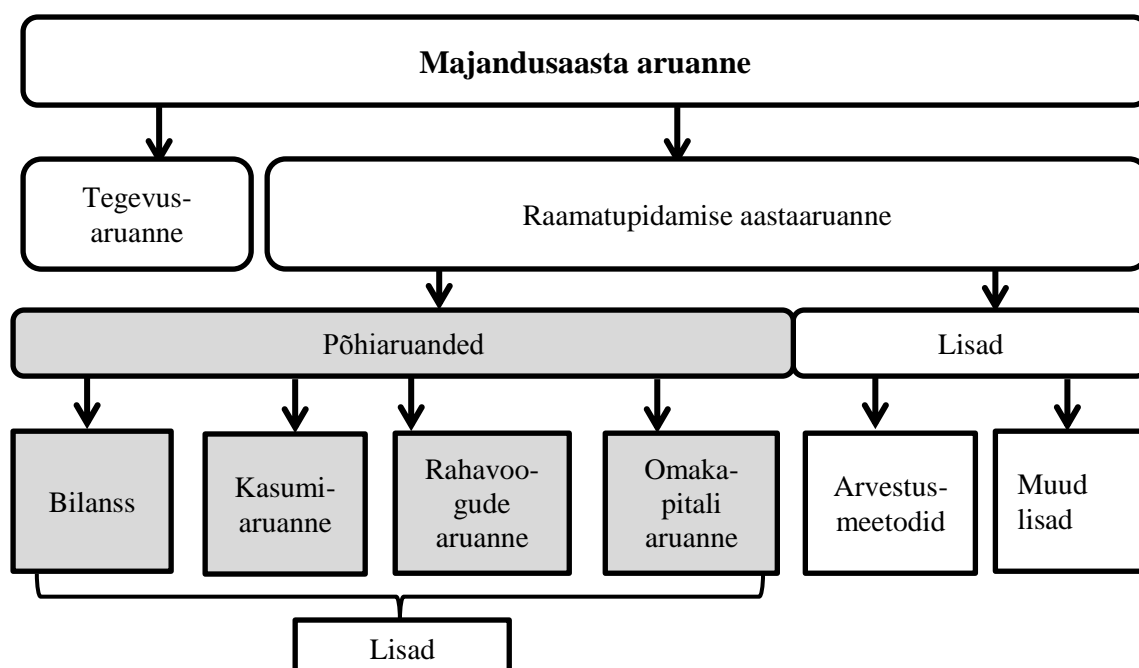 Majandusaasta aruanne
Tegevus-
aruanne
Raamatupidamise aastaaruanne
Põhiaruanded
Lisad
Bilanss
Kasumi-
aruanne
Rahavoo-
gude
aruanne
Omaka-
pitali
aruanne
Arvestus-
meetodid
Muud
lisad
Lisad